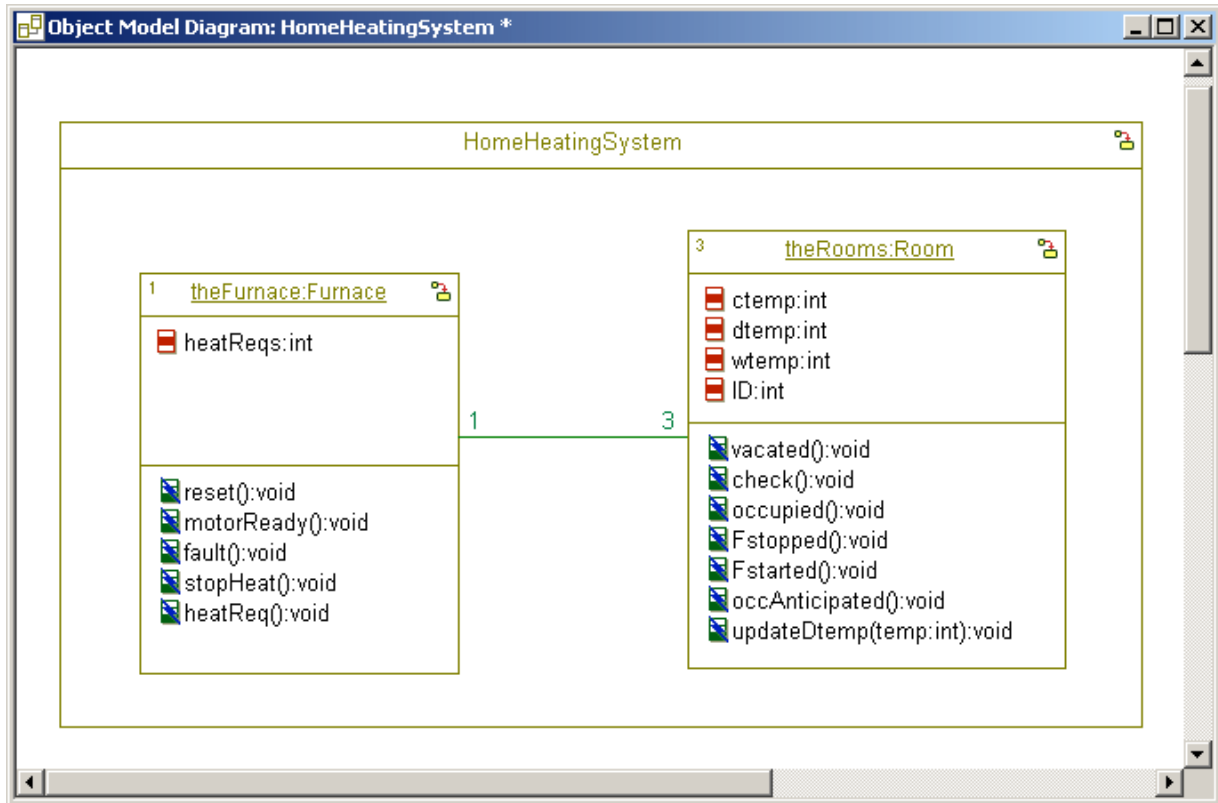 Object Model Diagram: HomeHeatingSystem *
HomeHeatingSystem
1
theFurnace:Furnace
heatReqs:int
reset():void
motorReady():void
fault():void
stopHeat():void
heatReq():void
1
3
3
theRooms:Room
ctemp:int
dtemp:int
wtemp:int
ID:int
vacated():void
check():void
occupied():void
Fstopped():void
Fstarted():void
occAnticipated():void
updateDtemp(temp:int):void